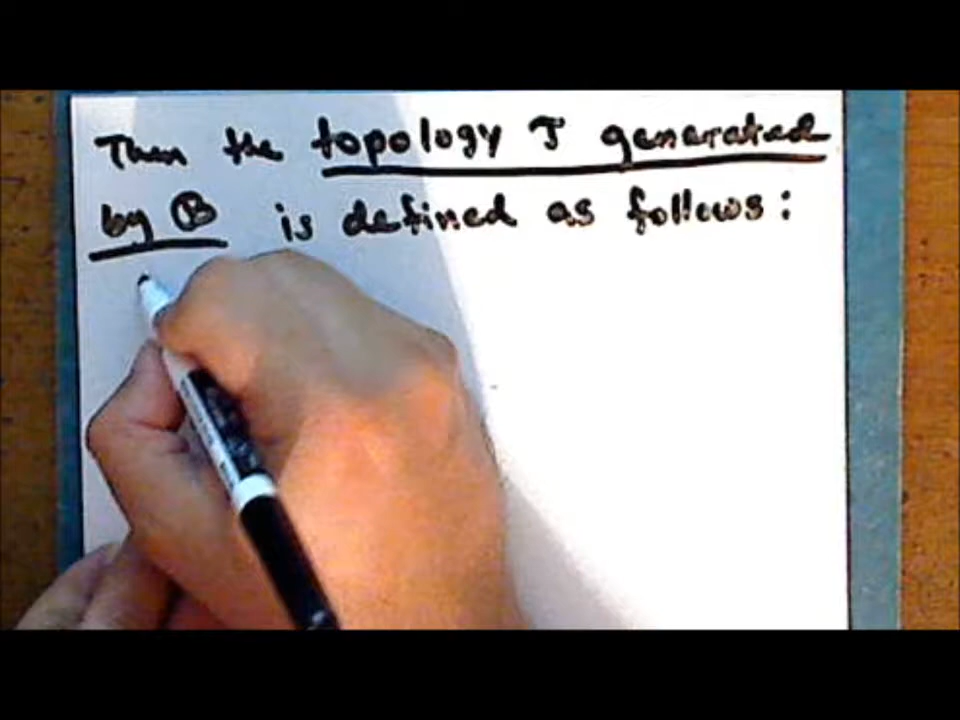 Then the topology T generated
by B is defined as follows: